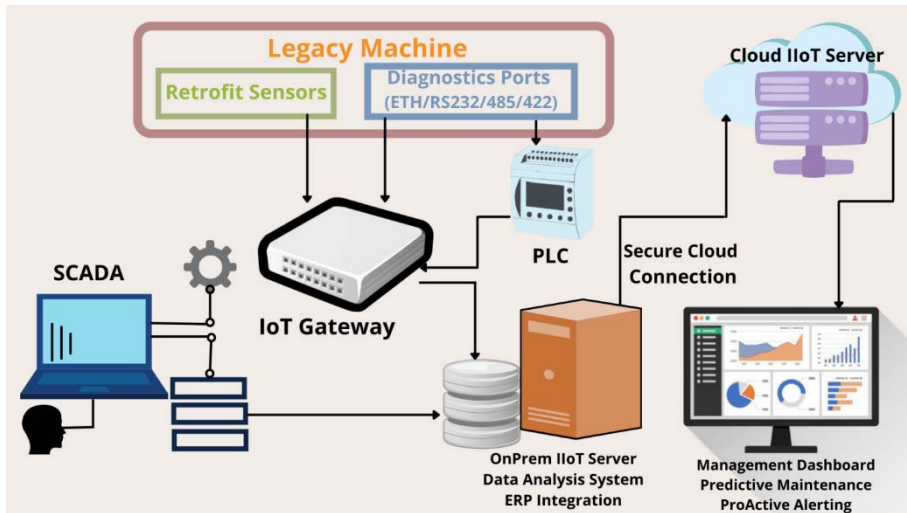 Legacy Machine
Retrofit Sensors
Diagnostics Ports
(ETH/RS232/485/422)
Cloud IIoT Server
PLC
Secure Cloud
Connection
SCADA
IoT Gateway
OnPrem IIoT Server
Data Analysis System
ERP Integration
Management Dashboard
Predictive Maintenance
ProActive Alerting